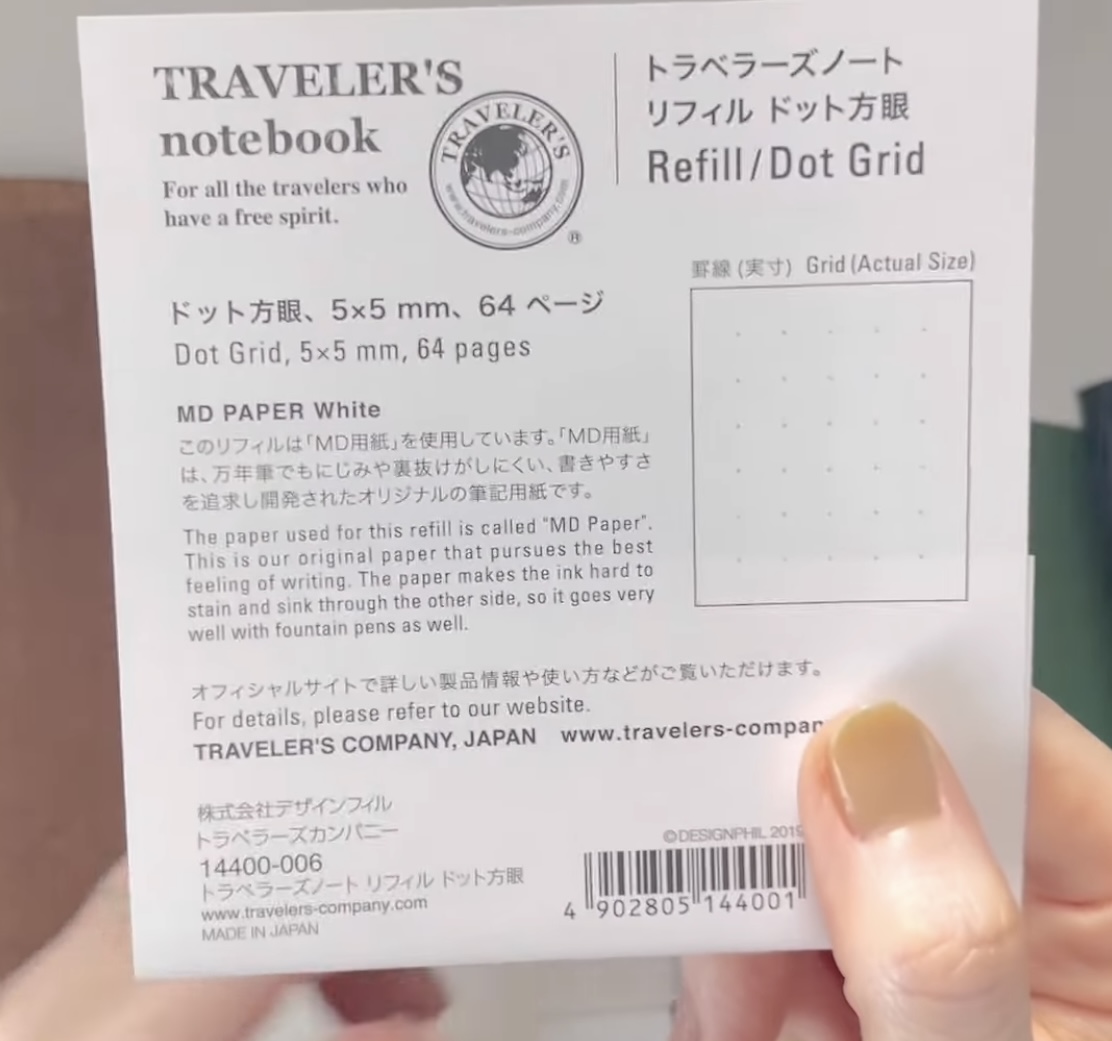 TRAVELER'S
notebook
For all the travelers who
have a free spirit.
TRAVELER'S
www.travelers-company.com
®
トラベラーズノート
リフィル ドット方眼
Refill/Dot Grid
罫線(実寸) Grid(Actual Size)
ドット方眼、5×5 mm、64 ページ
Dot Grid, 5×5 mm, 64 pages
MD PAPER White
このリフィルは「MD用紙」を使用しています。「MD用紙」
は、万年筆でもにじみや裏抜けがしにくい、書きやすさ
を追求し開発されたオリジナルの筆記用紙です。
The paper used for this refill is called "MD Paper".
This is our original paper that pursues the best
feeling of writing. The paper makes the ink hard to
stain and sink through the other side, so it goes very
well with fountain pens as well.
オフィシャルサイトで詳しい製品情報や使い方などがご覧いただけます。
For details, please refer to our website.
TRAVELER'S COMPANY, JAPAN www.travelers-compan
株式会社デザインフィル
トラベラーズカンパニー
14400-006
トラベラーズノート リフィル ドット方眼
www.travelers-company.com
MADE IN JAPAN
©DESIGNPHIL 2019
4 902805 144001